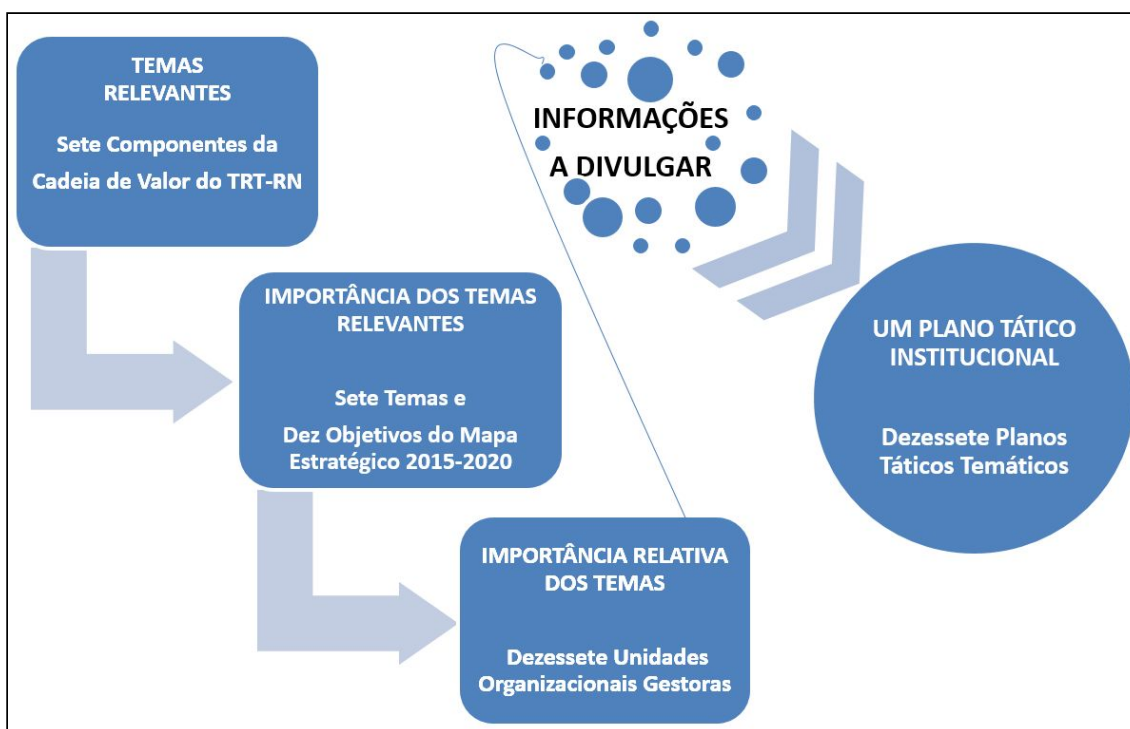 TEMAS
RELEVANTES
Sete Componentes da
Cadeia de Valor do TRT-RN
IMPORTÂNCIA DOS TEMAS
RELEVANTES
Sete Temas e
Dez Objetivos do Mapa
Estratégico 2015-2020
IMPORTÂNCIA RELATIVA
DOS TEMAS
Dezessete Unidades
Organizacionais Gestoras
INFORMAÇÕES
A DIVULGAR
UM PLANO TÁTICO
INSTITUCIONAL
Dezessete Planos
Táticos Temáticos